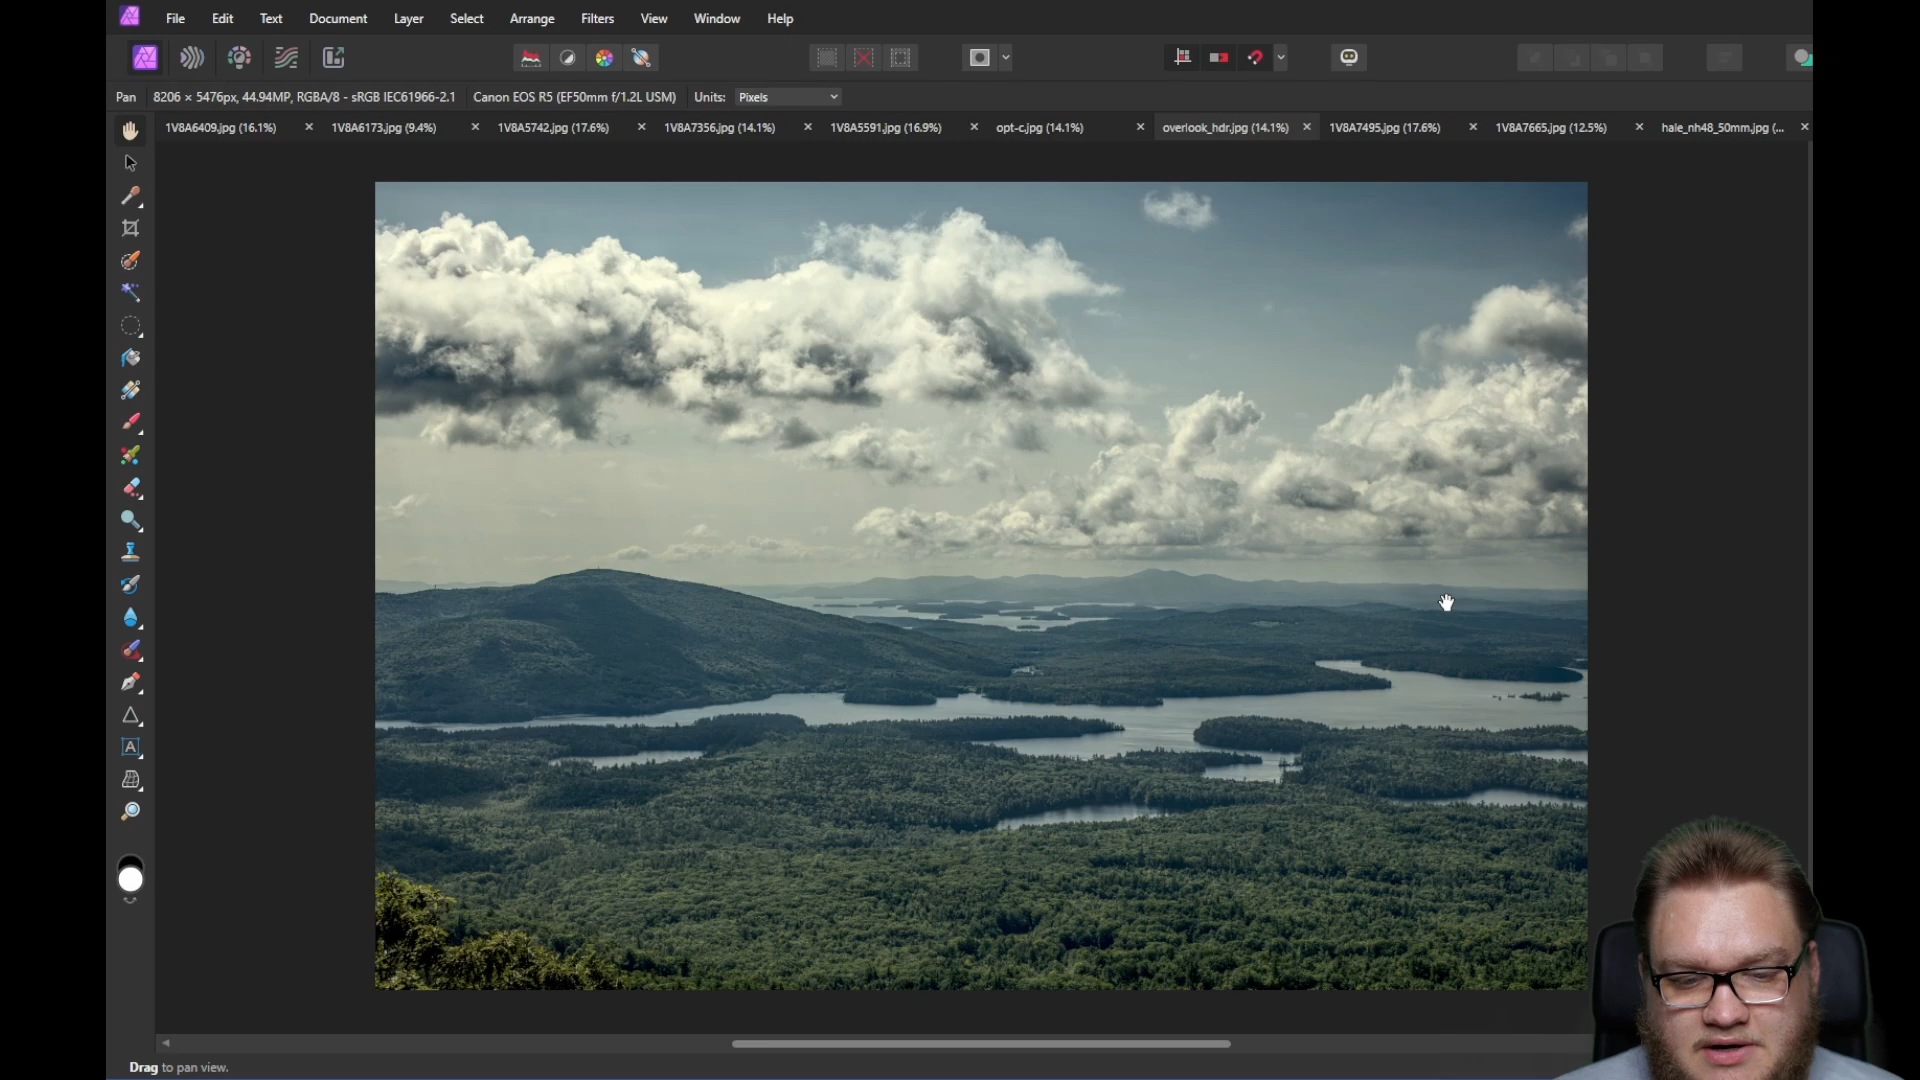 File Edit Text Document Layer Select Arrange Filters View Window Help
Pan 8206 × 5476px, 44.94MP, RGBA/8 - sRGB IEC61966-2.1 Canon EOS R5 (EF50mm f/1.2L USM) Units: Pixels
1V8A6409.jpg (16.1%) 1V8A6173.jpg (9.4%) 1V8A5742.jpg (17.6%) 1V8A7356.jpg (14.1%) 1V8A5591.jpg (16.9%) opt-c.jpg (14.1%) overlook_hdr.jpg (14.1%) 1V8A7495.jpg (17.6%) 1V8A7665.jpg (12.5%) hale_nh48_50mm.jpg (...
A
Drag to pan view.